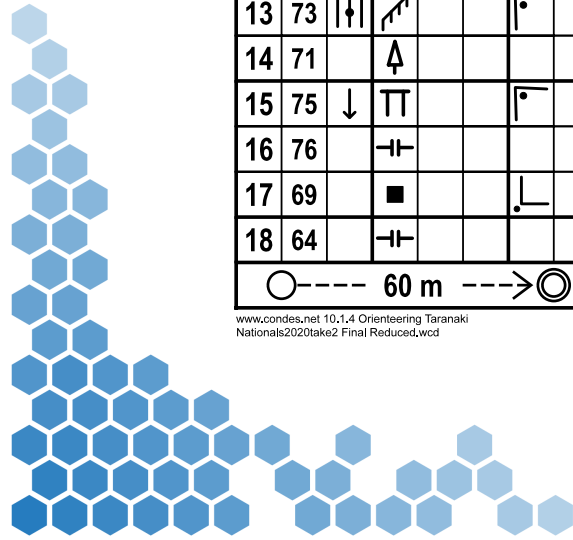 13 73
14 71
15 75
16 76
17 69
18 64
60 m
www.condes.net 10.1.4 Orienteering Taranaki
Nationals2020take2 Final Reduced.wcd